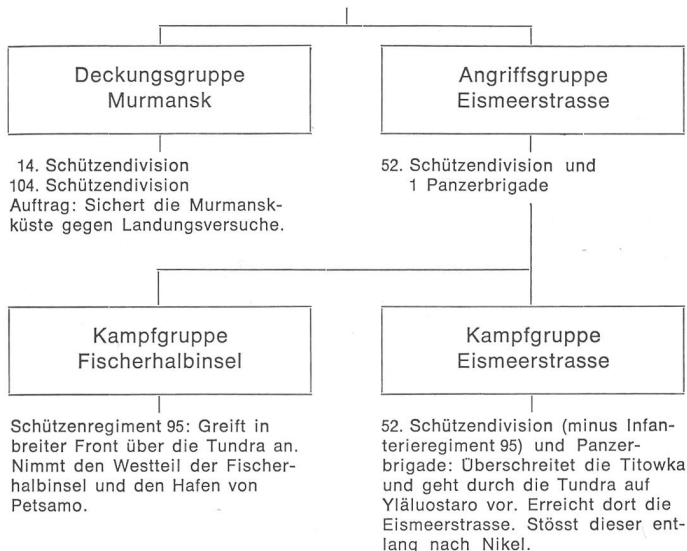 Deckungsgruppe
Murmansk
14. Schützendivision
104. Schützendivision
Auftrag: Sichert die Murmansk-
küste gegen Landungsversuche.
Angriffsgruppe
Eismeerstrasse
52. Schützendivision und
1 Panzerbrigade
Kampfgruppe
Fischerhalbinsel
Schützenregiment 95: Greift in
breiter Front über die Tundra an.
Nimmt den Westteil der Fischer-
halbinsel und den Hafen von
Petsamo.
Kampfgruppe
Eismeerstrasse
52. Schützendivision (minus Infan-
terieregiment 95) und Panzer-
brigade: Überschreitet die Titowka
und geht durch die Tundra auf
Yläluostaro vor. Erreicht dort die
Eismeerstrasse. Stösst dieser ent-
lang nach Nikel.